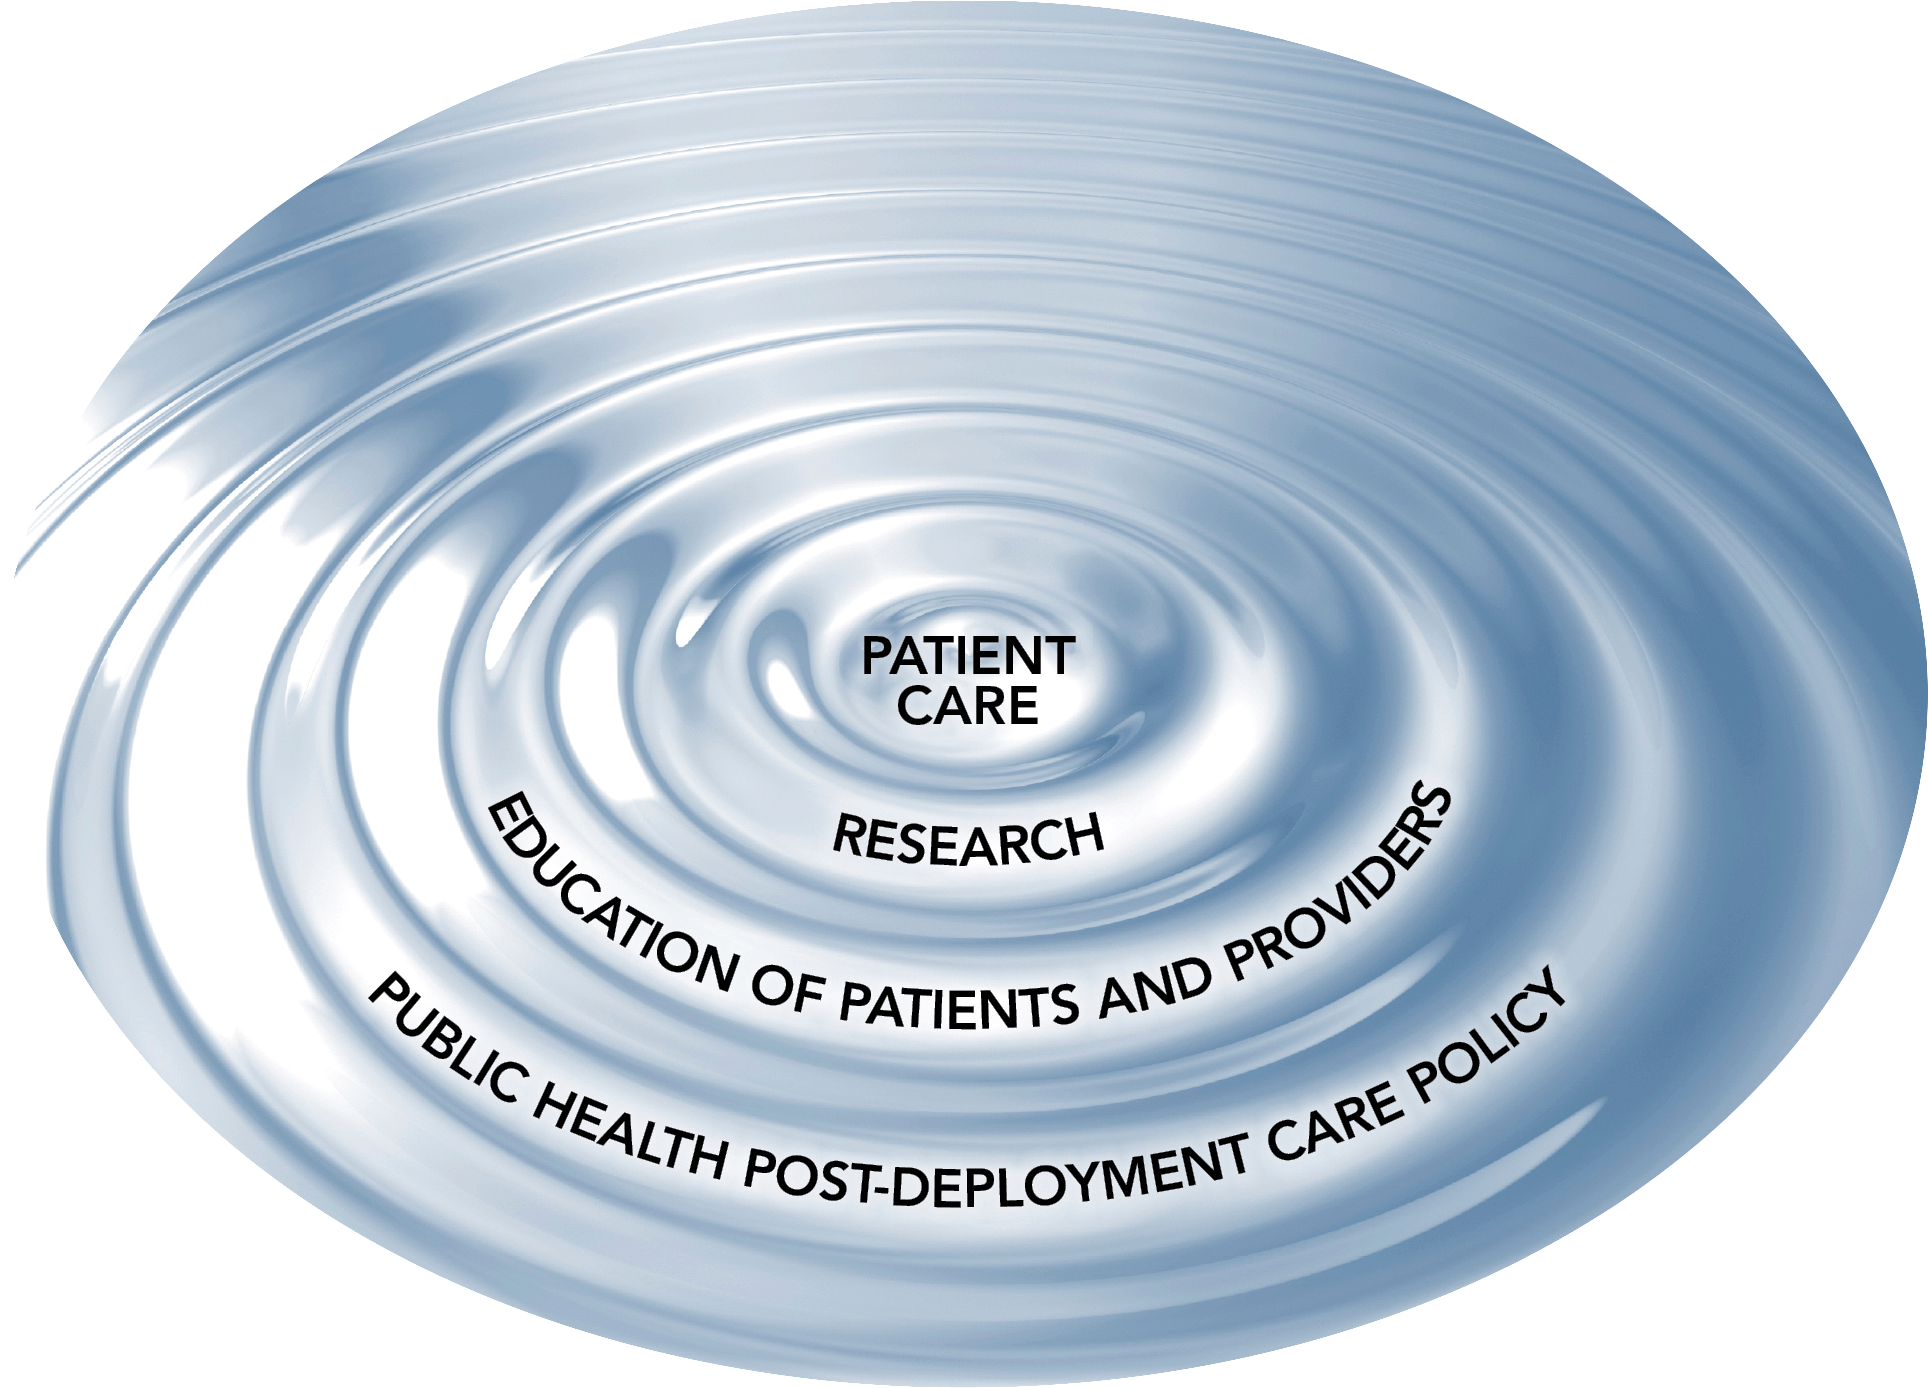 PATIENT
CARE
RESEARCH
EDUCATION OF PATIENTS AND PROVIDERS
PUBLIC HEALTH POST-DEPLOYMENT CARE POLICY